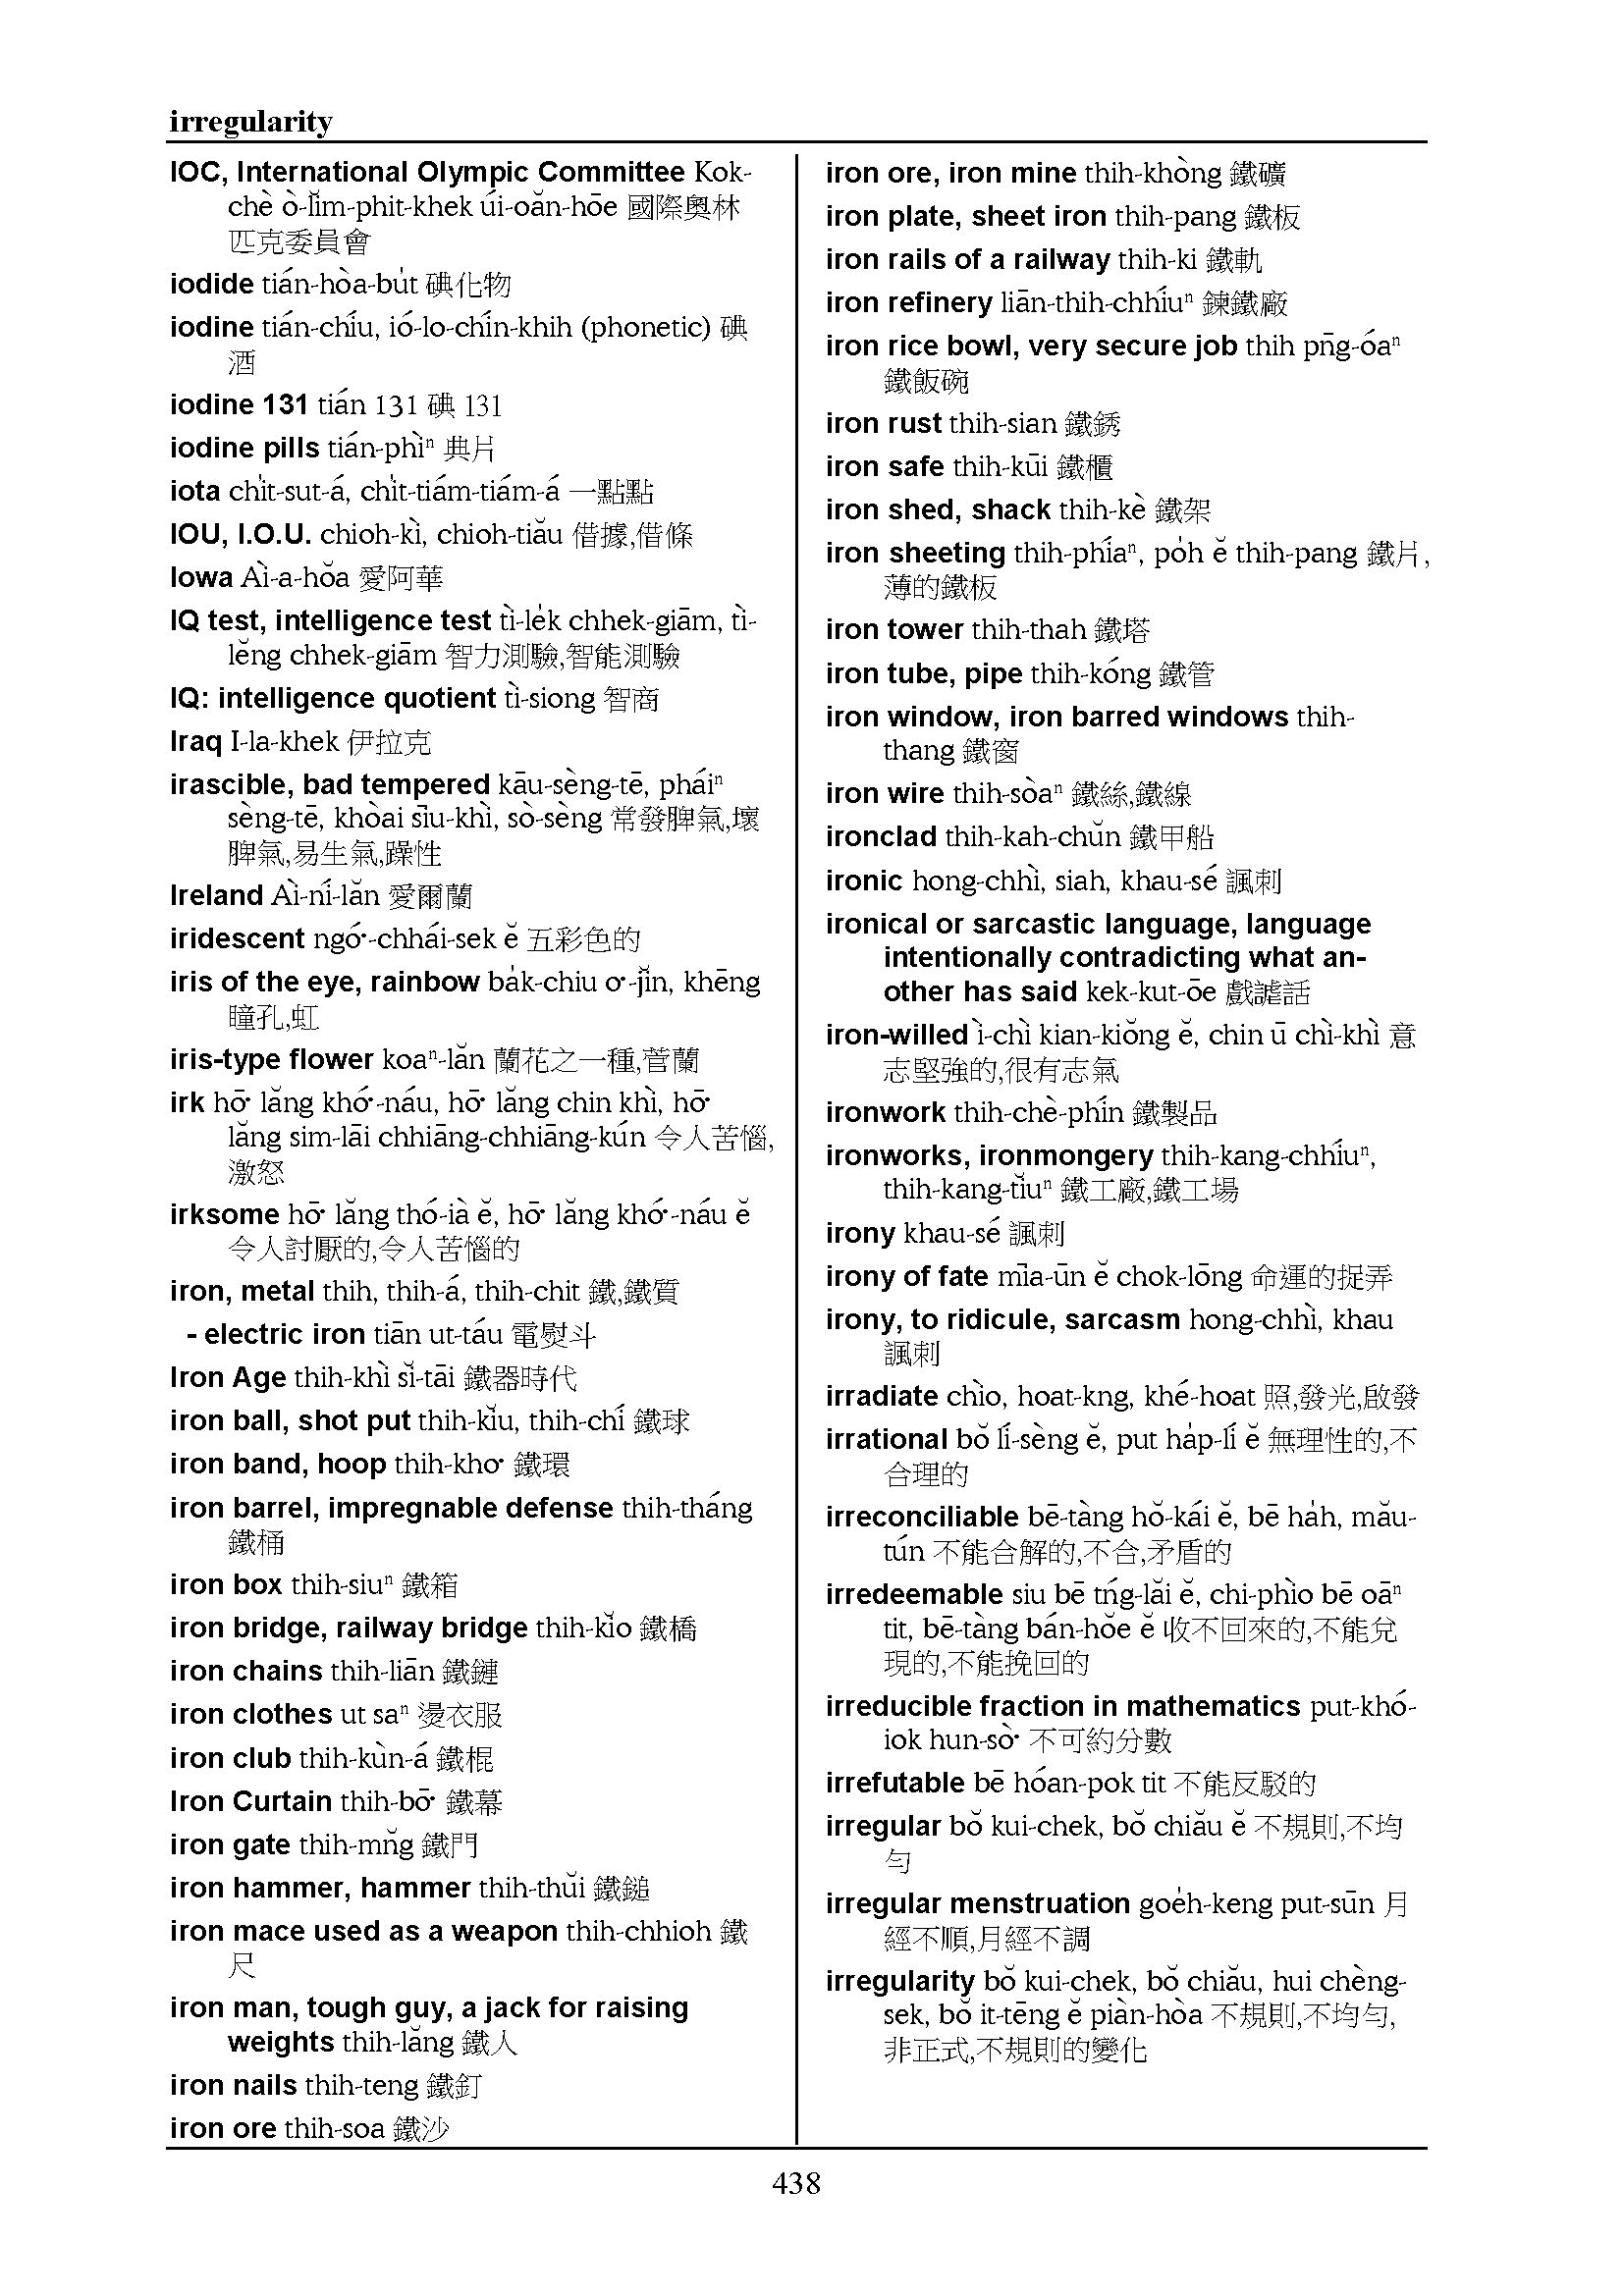 irregularity
IOC, International Olympic Committee Kok-
chè ò-lĭm-phit-khek úi-oăn-hōe 國際奧林
匹克委員會
iodide tián-hòa-bu̍t 碘化物
iodine tián-chíu, ió-lo-chín-khih (phonetic) 碘
酒
iodine 131 tián 131 碘 131
iodine pills tián-phìⁿ 典片
iota chi̍t-sut-á, chi̍t-tiám-tiám-á 一點點
IOU, I.O.U. chioh-kì, chioh-tiău 借據,借條
Iowa Aì-a-hŏa 愛阿華
IQ test, intelligence test tì-le̍k chhek-giām, tì-
lĕng chhek-giām 智力測驗,智能測驗
IQ: intelligence quotient tì-siong 智商
Iraq I-la-khek 伊拉克
irascible, bad tempered kāu-sèng-tē, pháiⁿ
sèng-tē, khòai sīu-khì, sò-sèng 常發脾氣,壞
脾氣,易生氣,躁性
Ireland Aì-ní-lăn 愛爾蘭
iridescent ngó͘-chhái-sek ĕ 五彩色的
iris of the eye, rainbow ba̍k-chiu o͘-jĭn, khēng
瞳孔,虹
iris-type flower koaⁿ-lăn 蘭花之一種,菅蘭
irk hō͘ lăng khó͘-náu, hō͘ lăng chin khì, hō͘
lăng sim-lāi chhiāng-chhiāng-kún 令人苦惱,
激怒
irksome hō͘ lăng thó-ià ĕ, hō͘ lăng khó͘-náu ĕ
令人討厭的,令人苦惱的
iron, metal thih, thih-á, thih-chit 鐵,鐵質
- electric iron tiān ut-táu 電熨斗
Iron Age thih-khì sĭ-tāi 鐵器時代
iron ball, shot put thih-kĭu, thih-chí 鐵球
iron band, hoop thih-kho͘ 鐵環
iron barrel, impregnable defense thih-tháng
鐵桶
iron box thih-siuⁿ 鐵箱
iron bridge, railway bridge thih-kĭo 鐵橋
iron chains thih-liān 鐵鏈
iron clothes ut saⁿ 燙衣服
iron club thih-kùn-á 鐵棍
Iron Curtain thih-bō͘ 鐵幕
iron gate thih-mn̆g 鐵門
iron hammer, hammer thih-thŭi 鐵鎚
iron mace used as a weapon thih-chhioh 鐵
尺
iron man, tough guy, a jack for raising
weights thih-lăng 鐵人
iron nails thih-teng 鐵釘
iron ore thih-soa 鐵沙
iron ore, iron mine thih-khòng 鐵礦
iron plate, sheet iron thih-pang 鐵板
iron rails of a railway thih-ki 鐵軌
iron refinery liān-thih-chhíuⁿ 鍊鐵廠
iron rice bowl, very secure job thih pn̄g-óaⁿ
鐵飯碗
iron rust thih-sian 鐵銹
iron safe thih-kūi 鐵櫃
iron shed, shack thih-kè 鐵架
iron sheeting thih-phíaⁿ, po̍h ĕ thih-pang 鐵片,
薄的鐵板
iron tower thih-thah 鐵塔
iron tube, pipe thih-kóng 鐵管
iron window, iron barred windows thih-
thang 鐵窗
iron wire thih-sòaⁿ 鐵絲,鐵線
ironclad thih-kah-chŭn 鐵甲船
ironic hong-chhì, siah, khau-sé 諷刺
ironical or sarcastic language, language
intentionally contradicting what an-
other has said kek-kut-ōe 戲謔話
iron-willed ì-chì kian-kiŏng ĕ, chin ū chì-khì 意
志堅強的,很有志氣
ironwork thih-chè-phín 鐵製品
ironworks, ironmongery thih-kang-chhíuⁿ,
thih-kang-tĭuⁿ 鐵工廠,鐵工場
irony khau-sé 諷刺
irony of fate mīa-ūn ĕ chok-lōng 命運的捉弄
irony, to ridicule, sarcasm hong-chhì, khau
諷刺
irradiate chìo, hoat-kng, khé-hoat 照,發光,啟發
irrational bŏ lí-sèng ĕ, put ha̍p-lí ĕ 無理性的,不
合理的
irreconciliable bē-tàng hŏ-kái ĕ, bē ha̍h, mău-
tún 不能合解的,不合,矛盾的
irredeemable siu bē tńg-lăi ĕ, chi-phìo bē oāⁿ
tit, bē-tàng bán-hŏe ĕ 收不回來的,不能兌
現的,不能挽回的
irreducible fraction in mathematics put-khó-
iok hun-sò͘ 不可約分數
irrefutable bē hóan-pok tit 不能反駁的
irregular bŏ kui-chek, bŏ chiău ĕ 不規則,不均
勻
irregular menstruation goe̍h-keng put-sūn 月
經不順,月經不調
irregularity bŏ kui-chek, bŏ chiău, hui chèng-
sek, bŏ it-tēng ĕ piàn-hòa 不規則,不均勻,
非正式,不規則的變化
438